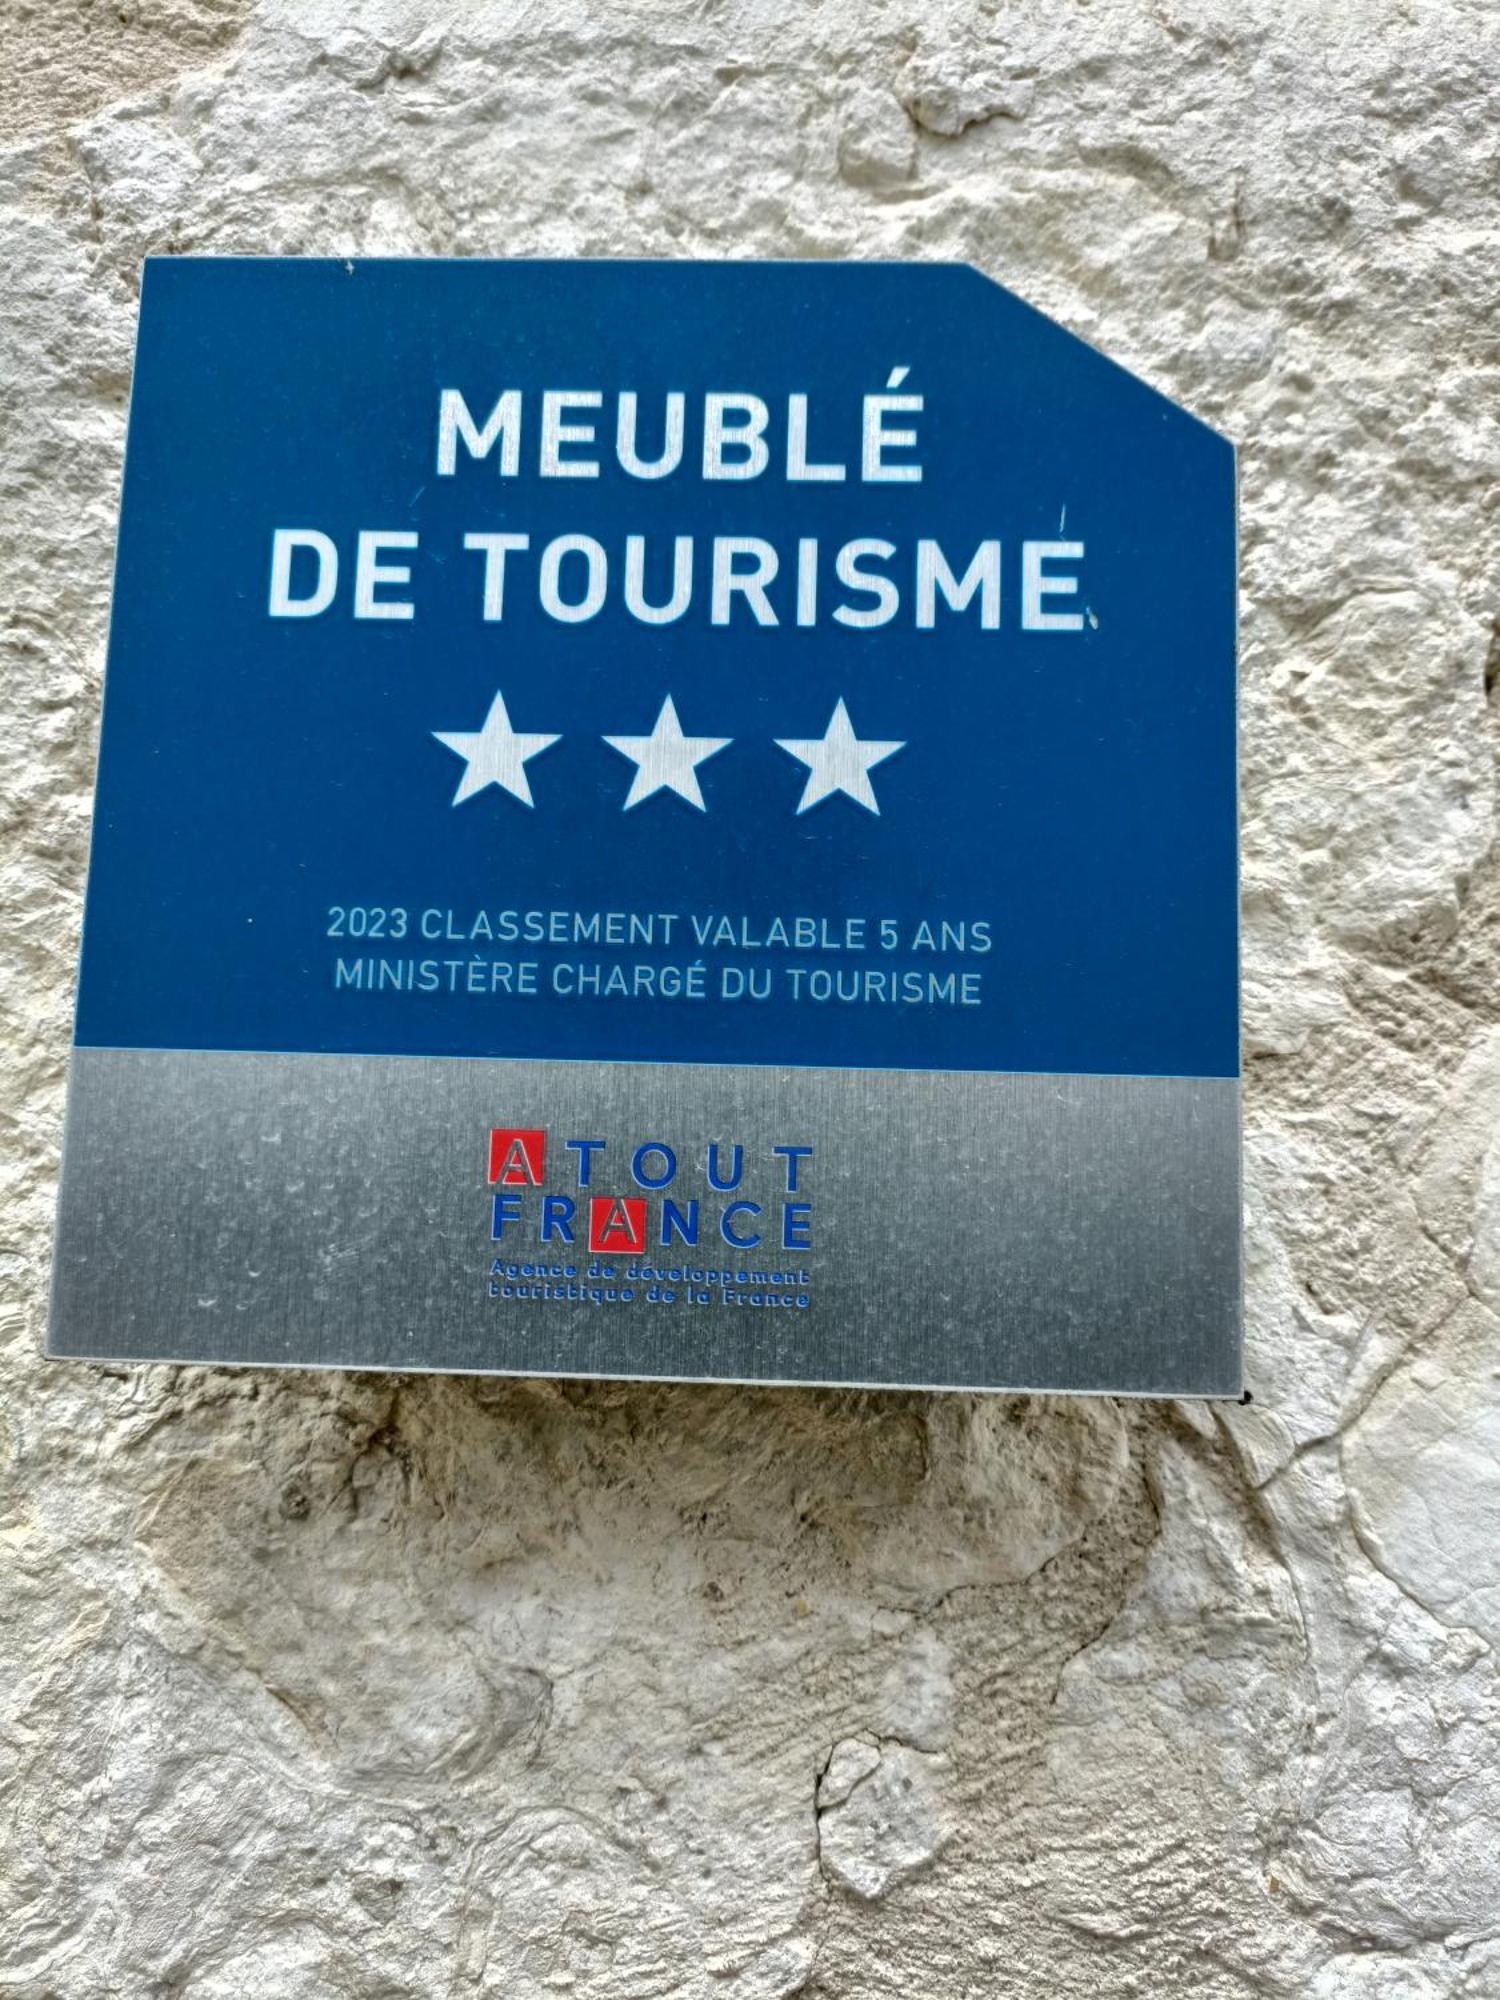 MEUBLÉ
DE TOURISME
★ ★ ★
2023 CLASSEMENT VALABLE 5 ANS
MINISTÈRE CHARGÉ DU TOURISME
ATOUT
FRANCE
Agence de développement
touristique de la France